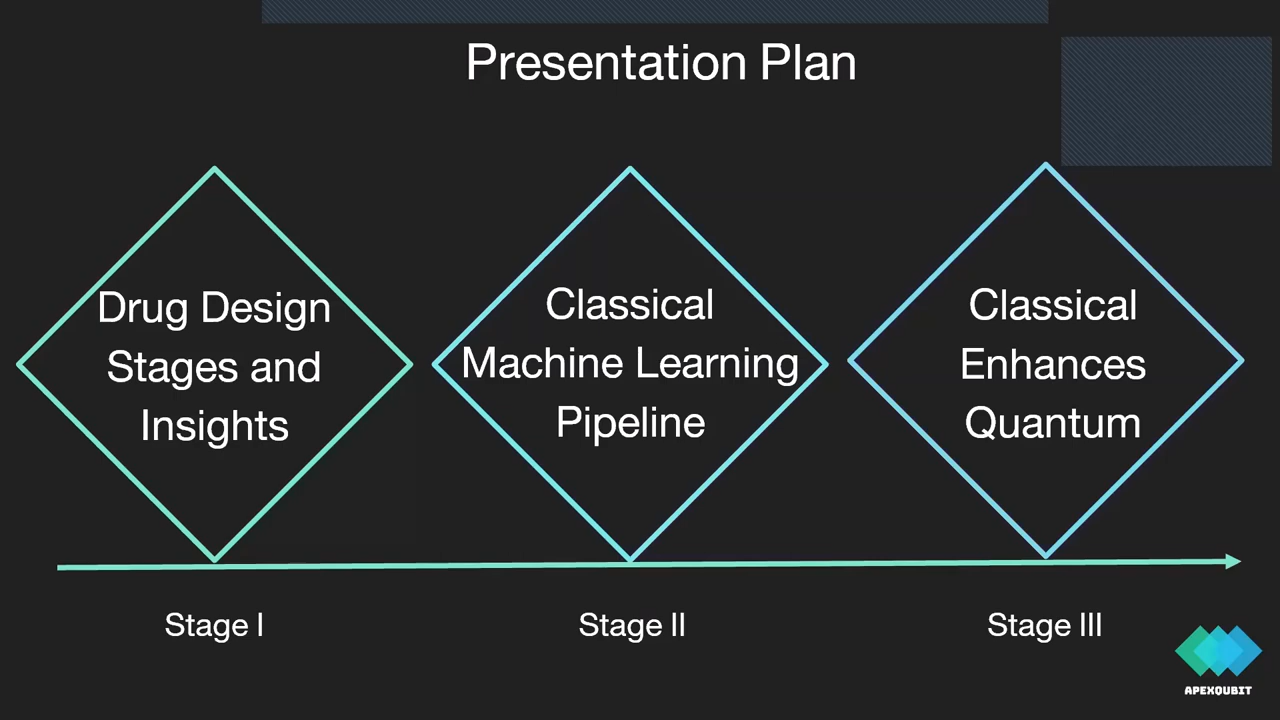 Presentation Plan
Drug Design
Stages and
Insights
Classical
Machine Learning
Pipeline
Classical
Enhances
Quantum
Stage I
Stage II
Stage III
APEXQUBIT